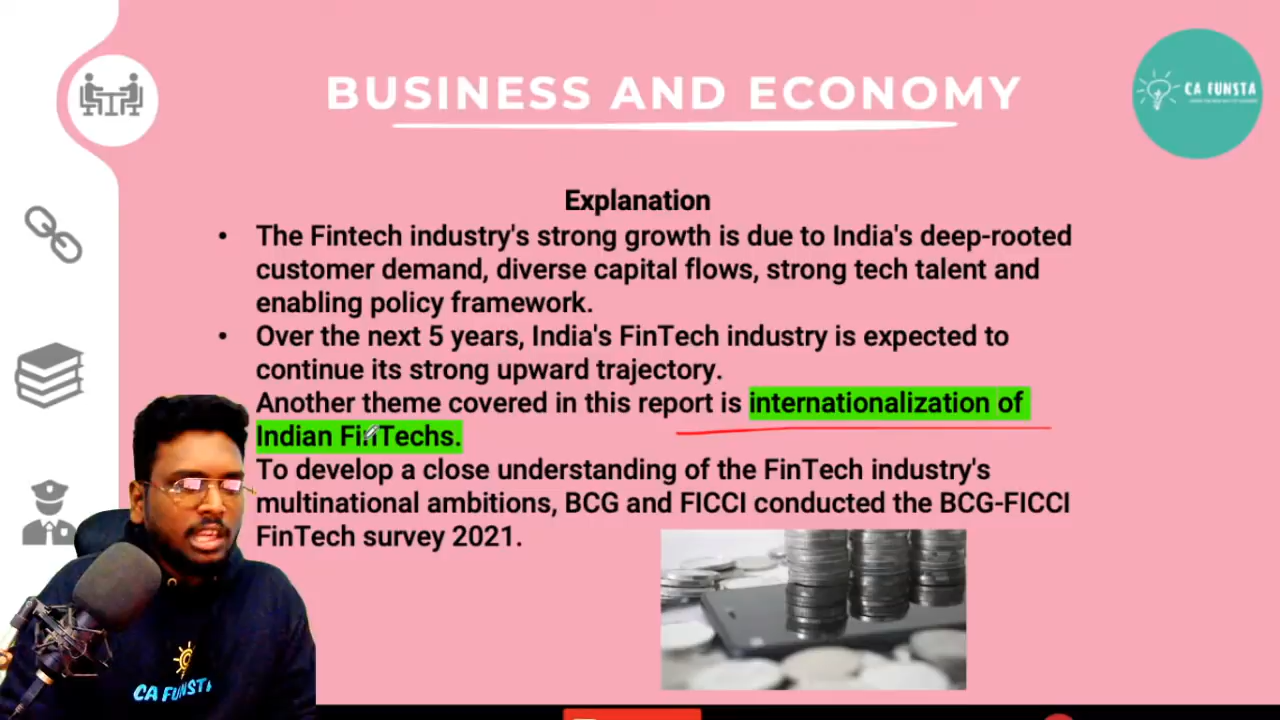 BUSINESS AND ECONOMY
CA FUNSTA
Explanation
• The Fintech industry's strong growth is due to India's deep-rooted
customer demand, diverse capital flows, strong tech talent and
enabling policy framework.
• Over the next 5 years, India's FinTech industry is expected to
continue its strong upward trajectory.
Another theme covered in this report is internationalization of
Indian FinTechs.
To develop a close understanding of the FinTech industry's
multinational ambitions, BCG and FICCI conducted the BCG-FICCI
FinTech survey 2021.
CA FUNSTA